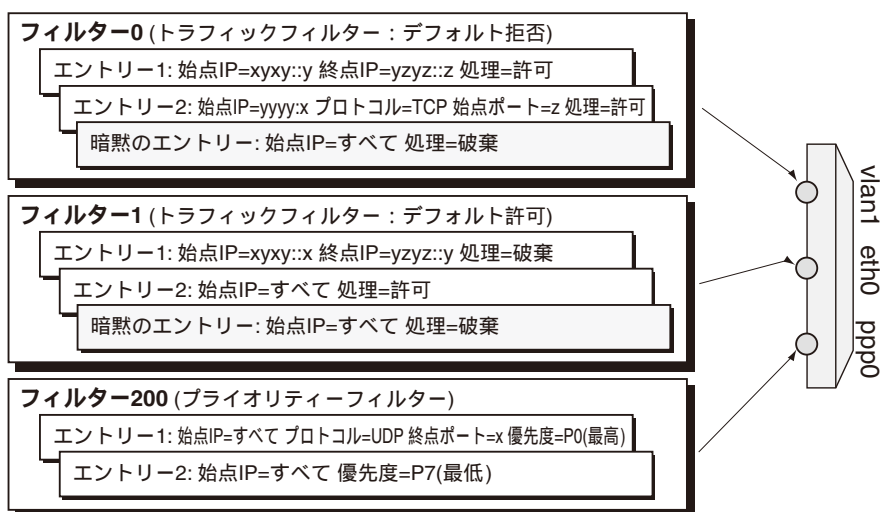 フィルター0 (トラフィックフィルター：デフォルト拒否)
エントリー1: 始点IP=xyxy::y 終点IP=yzyz::z 処理=許可
エントリー2: 始点IP=yyyy:x プロトコル=TCP 始点ポート=z 処理=許可
暗黙のエントリー: 始点IP=すべて 処理=破棄
フィルター1 (トラフィックフィルター：デフォルト許可)
エントリー1: 始点IP=xyxy::x 終点IP=yzyz::y 処理=破棄
エントリー2: 始点IP=すべて 処理=許可
暗黙のエントリー: 始点IP=すべて 処理=破棄
フィルター200 (プライオリティーフィルター)
エントリー1: 始点IP=すべて プロトコル=UDP 終点ポート=x 優先度=P0(最高)
エントリー2: 始点IP=すべて 優先度=P7(最低)
vlan1 eth0 ppp0